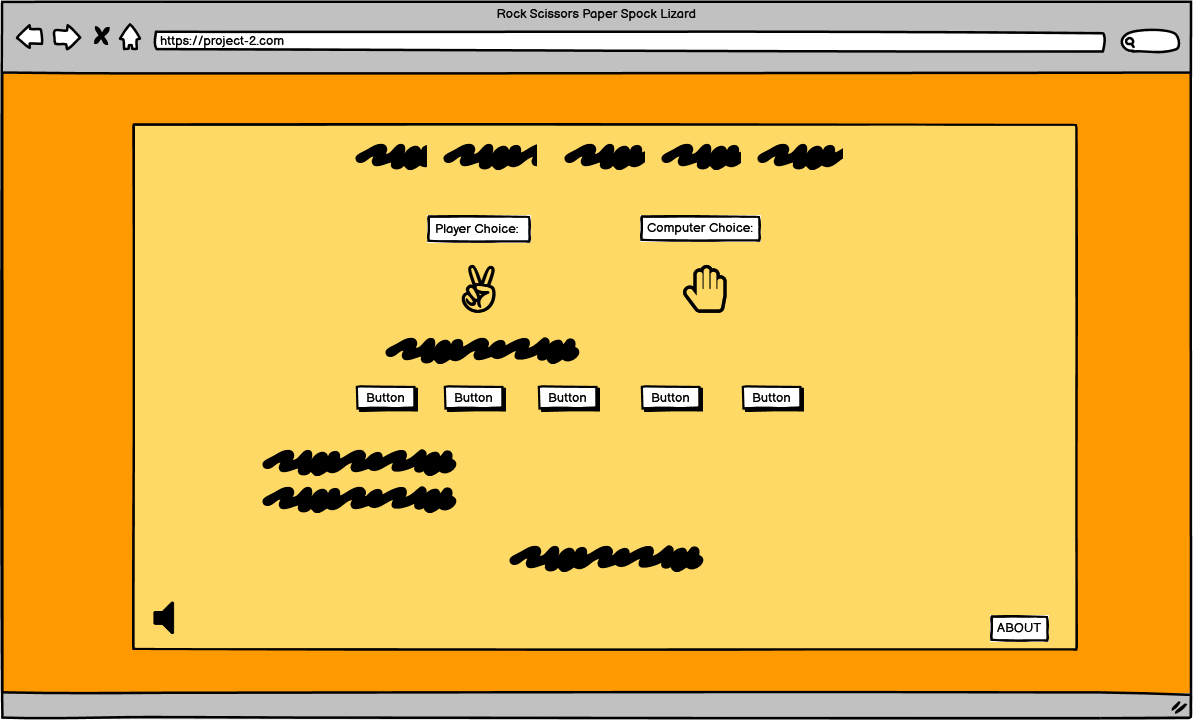 Rock Scissors Paper Spock Lizard
https://project-2.com
Player Choice: Computer Choice:
Button Button Button Button Button
ABOUT